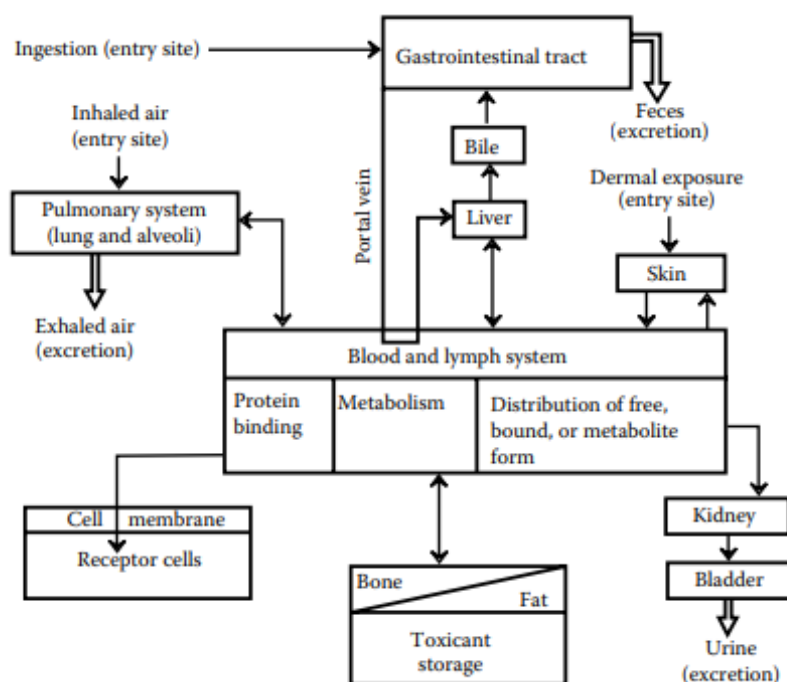 Ingestion (entry site)
Gastrointestinal tract
Feces
(excretion)
Inhaled air
(entry site)
Bile
Dermal exposure
(entry site)
Pulmonary system
(lung and alveoli)
Portal vein
Liver
Skin
Exhaled air
(excretion)
Blood and lymph system
Protein
binding
Metabolism
Distribution of free,
bound, or metabolite
form
Cell membrane
Receptor cells
Kidney
Bladder
Bone
Fat
Toxicant
storage
Urine
(excretion)